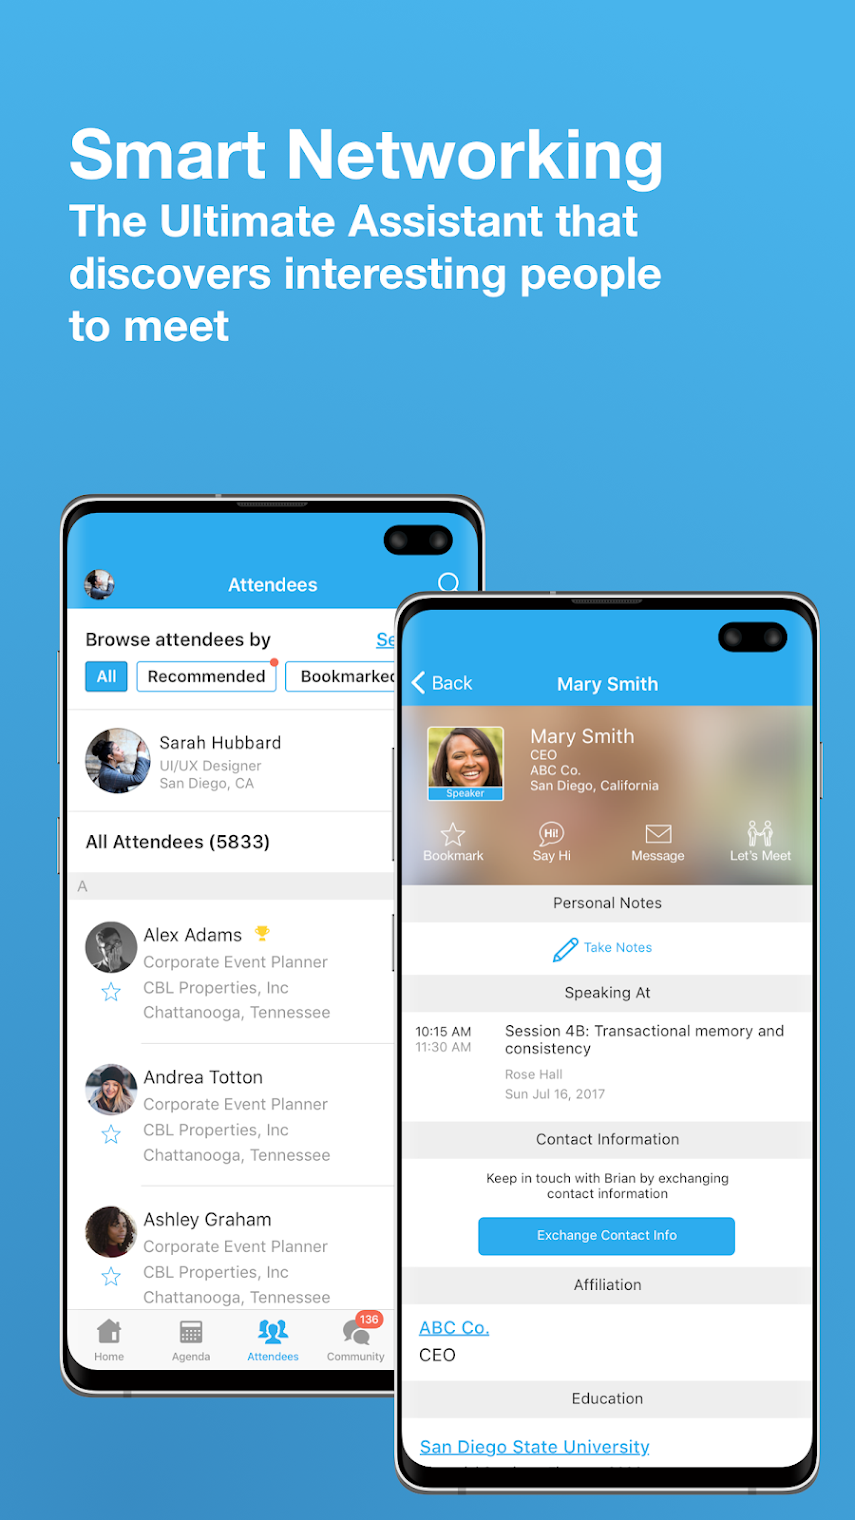 Smart Networking
The Ultimate Assistant that
discovers interesting people
to meet
Attendees
Browse attendees by
All
Recommended
Bookmarked
Sarah Hubbard
UI/UX Designer
San Diego, CA
All Attendees (5833)
A
Alex Adams
Corporate Event Planner
CBL Properties, Inc
Chattanooga, Tennessee
Andrea Totton
Corporate Event Planner
CBL Properties, Inc
Chattanooga, Tennessee
Ashley Graham
Corporate Event Planner
CBL Properties, Inc
Chattanooga, Tennessee
Home
Agenda
Attendees
136
Community
Back
Mary Smith
Speaker
Mary Smith
CEO
ABC Co.
San Diego, California
Bookmark
Hi!
Say Hi
Message
Let's Meet
Personal Notes
Take Notes
Speaking At
10:15 AM
11:30 AM
Session 4B: Transactional memory and
consistency
Rose Hall
Sun Jul 16, 2017
Contact Information
Keep in touch with Brian by exchanging
contact information
Exchange Contact Info
Affiliation
ABC Co.
CEO
Education
San Diego State University